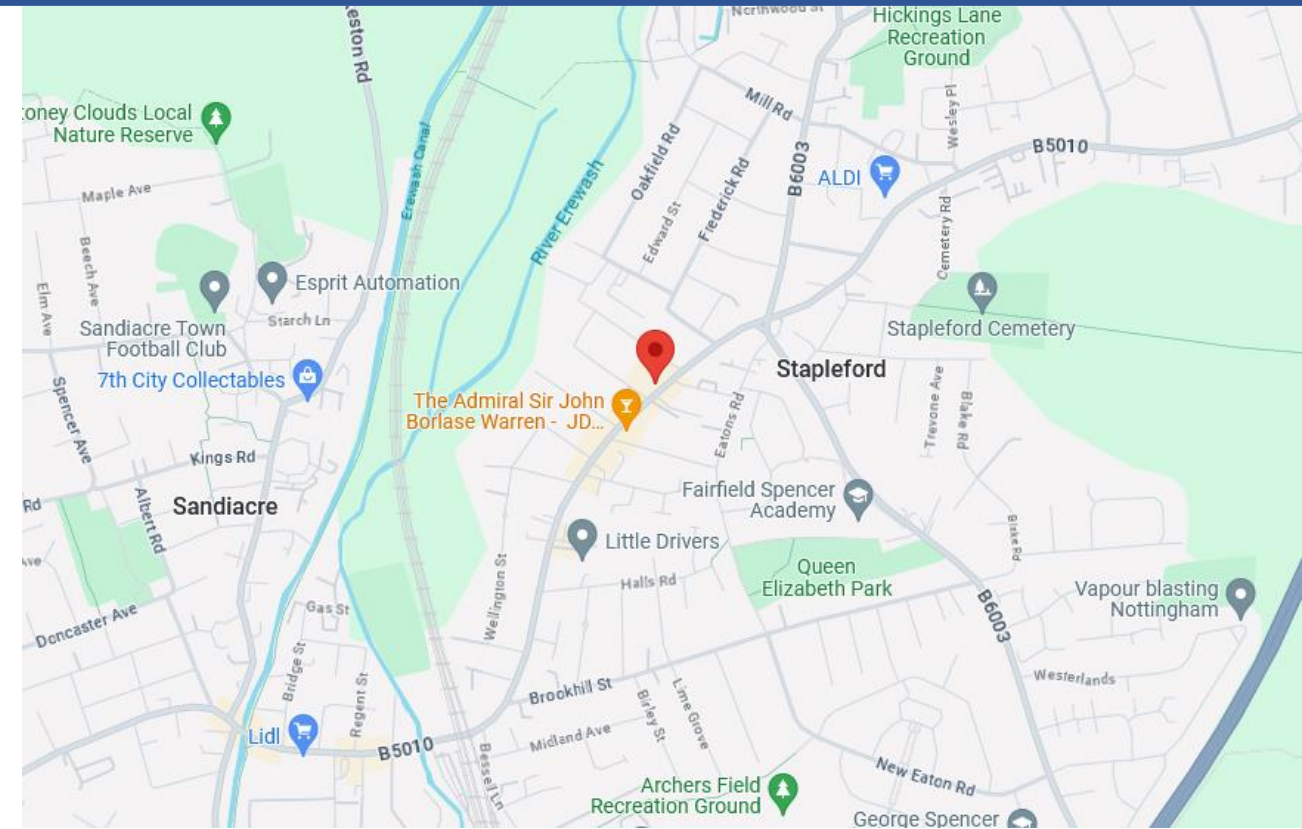 Northwood St
Hickings Lane
Recreation
Ground
eston Rd
toney Clouds Local
Nature Reserve
Mill Rd
Wesley Pl
B5010
B6003
ALDI
Oakfield Rd
Frederick Rd
Edward St
Erewash Canal
River Erewash
Maple Ave
Beech Ave
Elm Ave
Cemetery Rd
Esprit Automation
Starch Ln
Sandiacre Town
Football Club
Stapleford Cemetery
7th City Collectables
Stapleford
The Admiral Sir John
Borlase Warren - JD...
Spencer Ave
Eatons Rd
Trevone Ave
Blake Rd
Kings Rd
Albert Rd
Rd
Sandiacre
Fairfield Spencer
Academy
Little Drivers
Blake Rd
Ave
Halls Rd
Queen
Elizabeth Park
Wellington St
Vapour blasting
Nottingham
B6003
Doncaster Ave
Gas St
Bridge St
Regent St
Westerlands
Brookhill St
Birley St
Lime Grove
Lidl
B5010
Midland Ave
Bessell Ln
New Eaton Rd
Archers Field
Recreation Ground
George Spencer